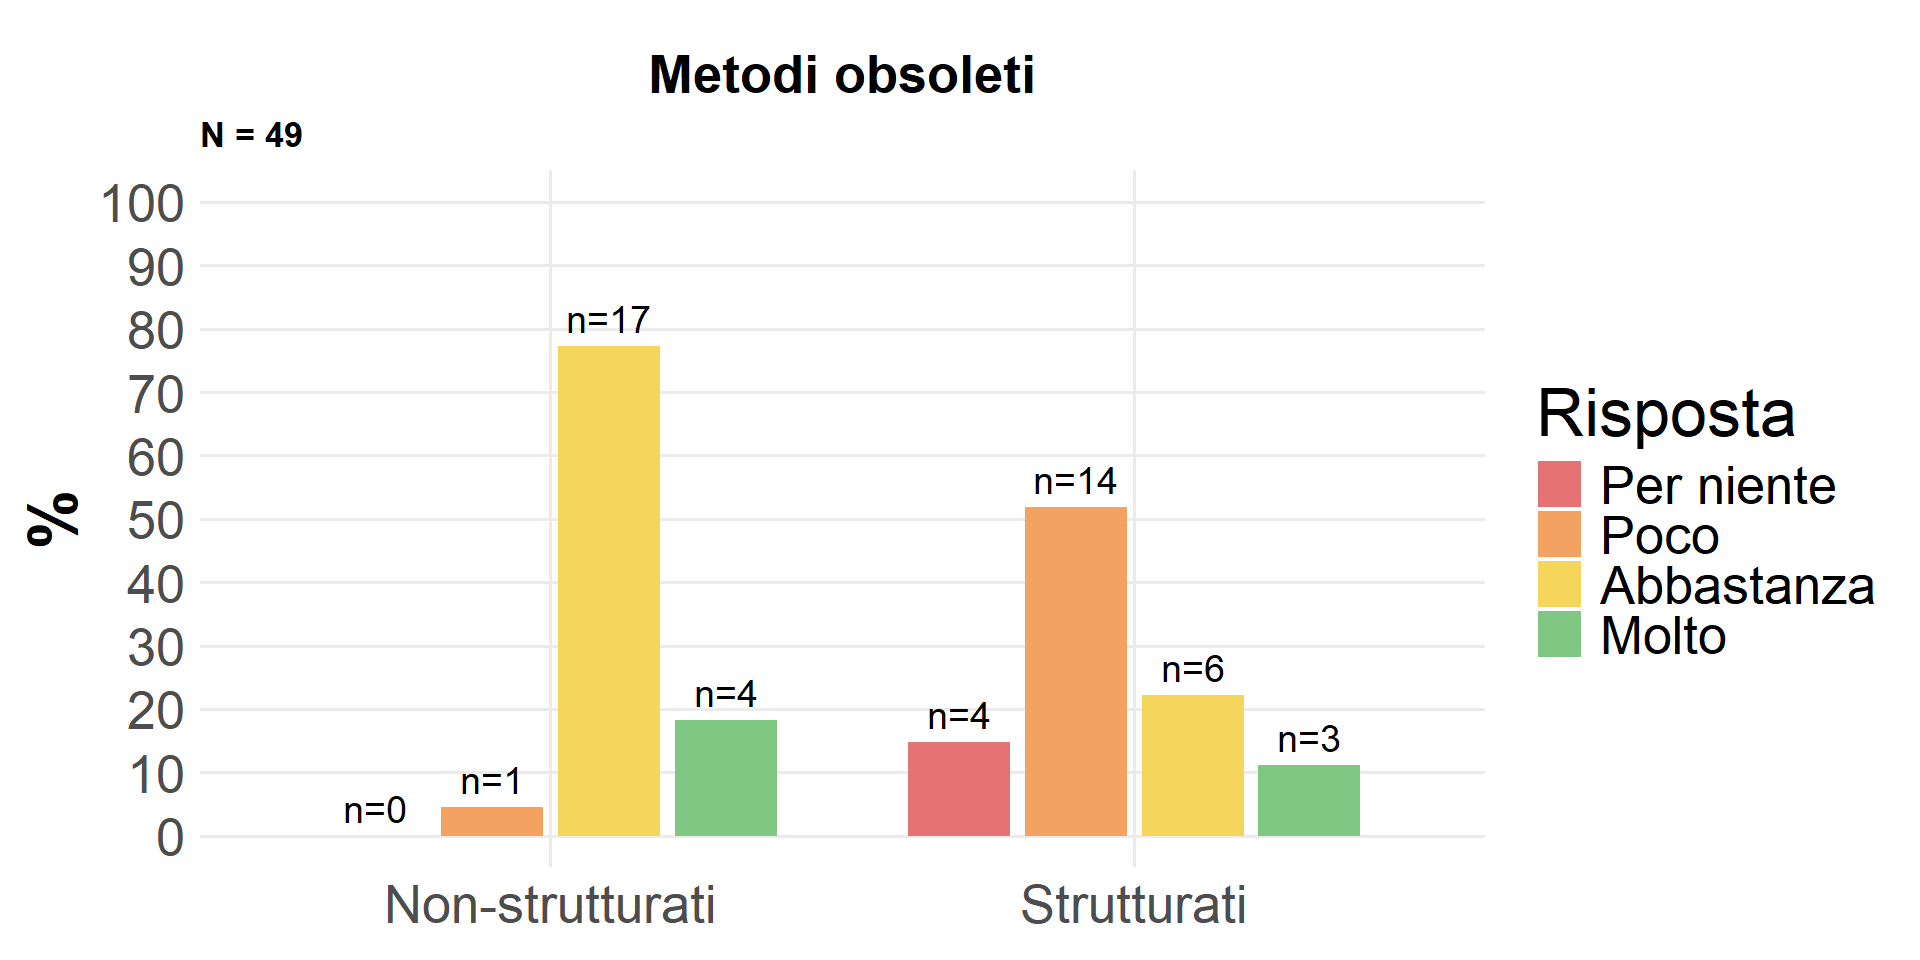 Metodi obsoleti
N = 49
%
100
90
80
70
60
50
40
30
20
10
0
n=0
n=1
n=17
n=4
n=4
n=14
n=6
n=3
Non-strutturati
Strutturati
Risposta
Per niente
Poco
Abbastanza
Molto